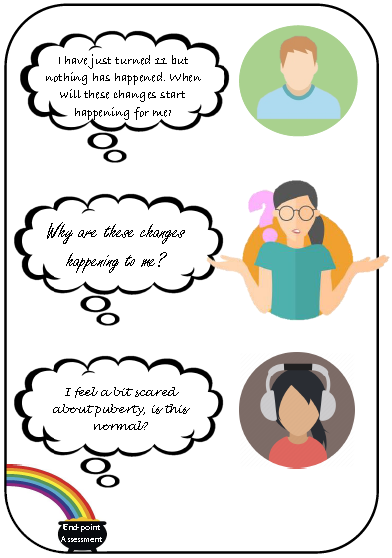 I have just turned 11 but
nothing has happened. When
will these changes start
happening for me?
Why are these changes
happening to me?
I feel a bit scared
about puberty, is this
normal?
End-point
Assessment